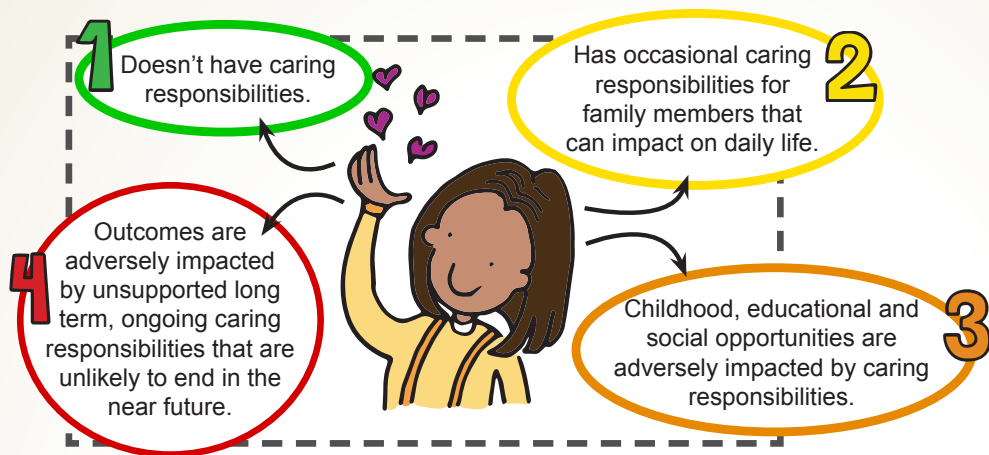 1
Doesn’t have caring
responsibilities.
2
Has occasional caring
responsibilities for
family members that
can impact on daily life.
3
Childhood, educational and
social opportunities are
adversely impacted by caring
responsibilities.
4
Outcomes are
adversely impacted
by unsupported long
term, ongoing caring
responsibilities that are
unlikely to end in the
near future.